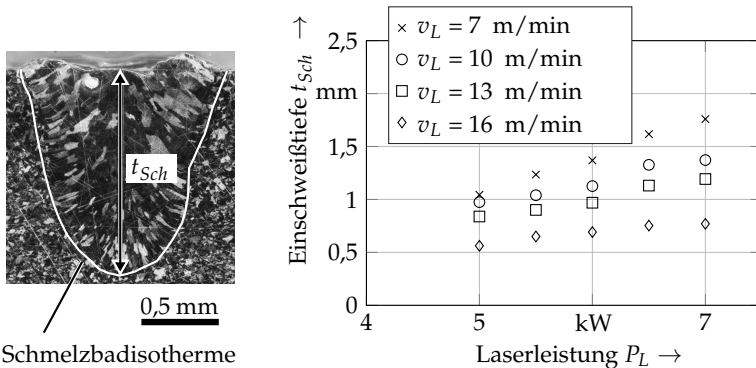 t_Sch
0,5 mm
Schmelzbadisotherme
Einschweißtiefe t_Sch →
2,5
mm
1,5
1
0,5
0
× v_L = 7 m/min
○ v_L = 10 m/min
□ v_L = 13 m/min
◇ v_L = 16 m/min
4 5 kW 7
Laserleistung P_L →